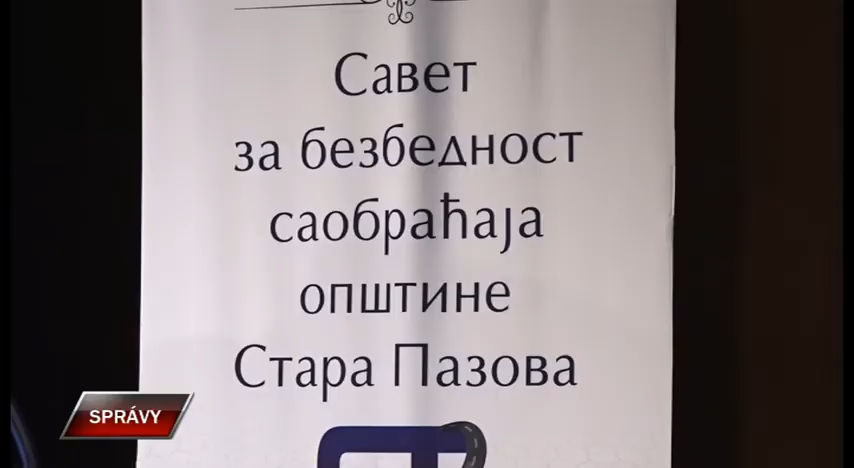 Савет
за безбедност
саобраћаја
општине
Стара Пазова
SPRÁVY